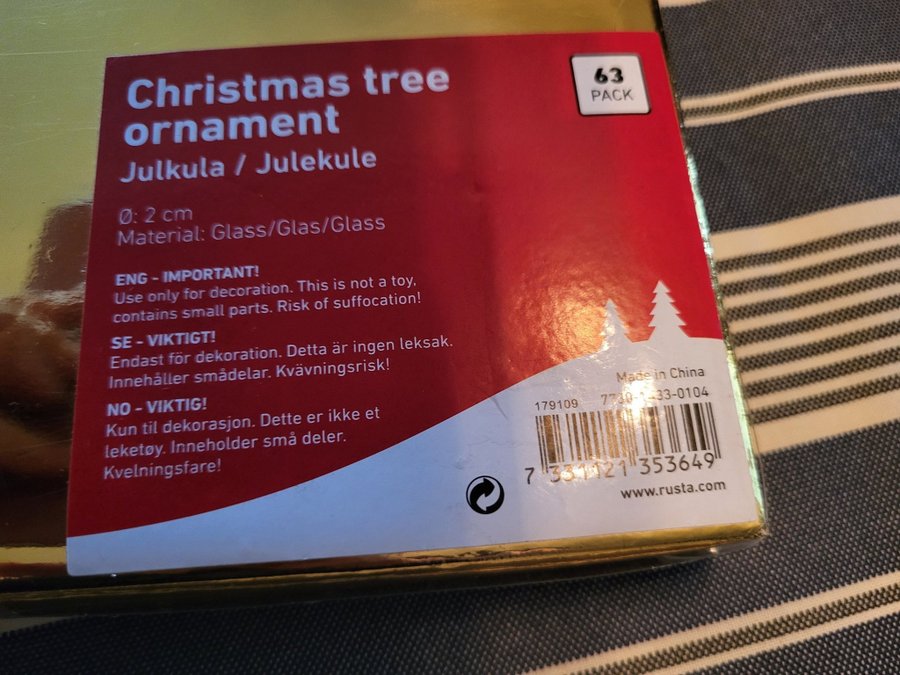 Christmas tree
ornament
Julkula / Julekule
63
PACK
Ø: 2 cm
Material: Glass/Glas/Glass
ENG - IMPORTANT!
Use only for decoration. This is not a toy,
contains small parts. Risk of suffocation!
SE - VIKTIGT!
Endast för dekoration. Detta är ingen leksak.
Innehåller smådelar. Kvävningsrisk!
NO - VIKTIG!
Kun til dekorasjon. Dette er ikke et
leketøy. Inneholder små deler.
Kvelningsfare!
Made in China
179109
353649
www.rusta.com